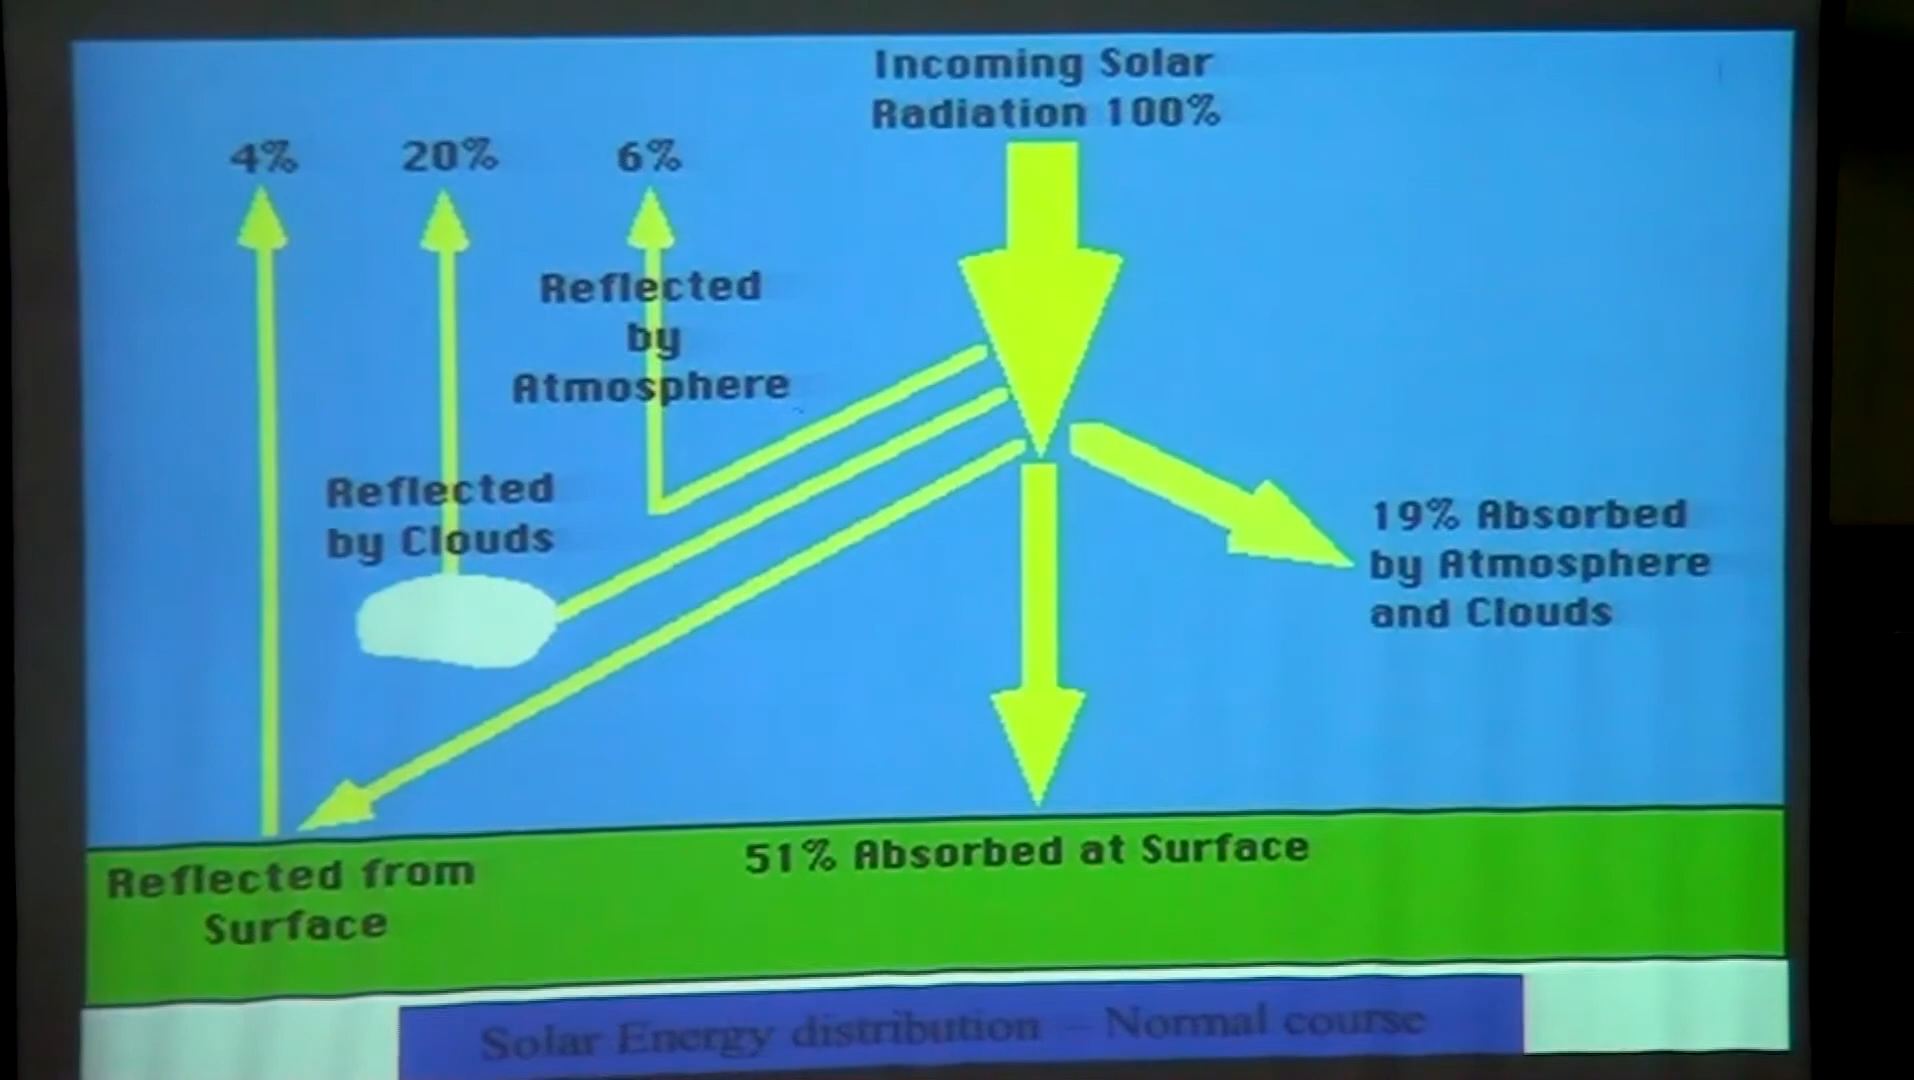 Incoming Solar
Radiation 100%
4%
20%
6%
Reflected
by
Atmosphere
Reflected
by Clouds
19% Absorbed
by Atmosphere
and Clouds
51% Absorbed at Surface
Reflected from
Surface
Solar Energy distribution – Normal course